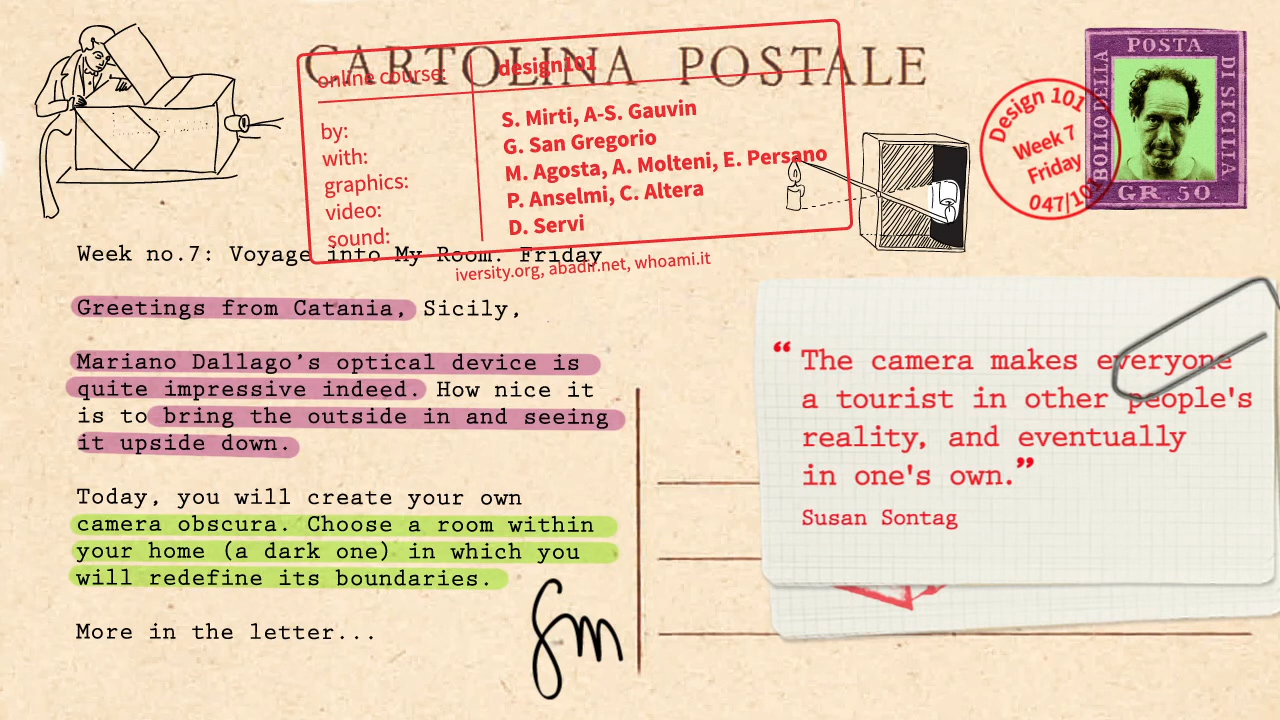 CARTOLINA POSTALE
online course: design101
by: S. Mirti, A-S. Gauvin
with: G. San Gregorio
graphics: M. Agosta, A. Molteni, E. Persano
video: P. Anselmi, C. Altera
sound: D. Servi
iversity.org, abadir.net, whoami.it
Design 101
Week 7
Friday
047/101
POSTA
BOLLO DELLA
DI SICILIA
GR. 50.
Week no.7: Voyage into My Room. Friday
Greetings from Catania, Sicily,
Mariano Dallago's optical device is
quite impressive indeed. How nice it
is to bring the outside in and seeing
it upside down.
Today, you will create your own
camera obscura. Choose a room within
your home (a dark one) in which you
will redefine its boundaries.
More in the letter...
Sm
“The camera makes everyone
a tourist in other people's
reality, and eventually
in one's own.”
Susan Sontag